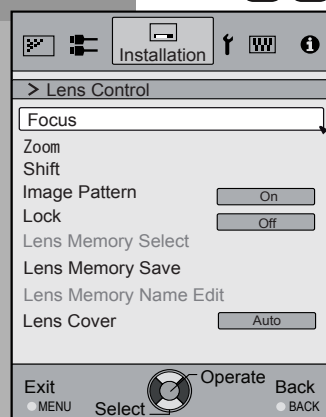 Installation
> Lens Control
Focus
Zoom
Shift
Image Pattern On
Lock Off
Lens Memory Select
Lens Memory Save
Lens Memory Name Edit
Lens Cover Auto
Exit Operate Back
MENU Select BACK